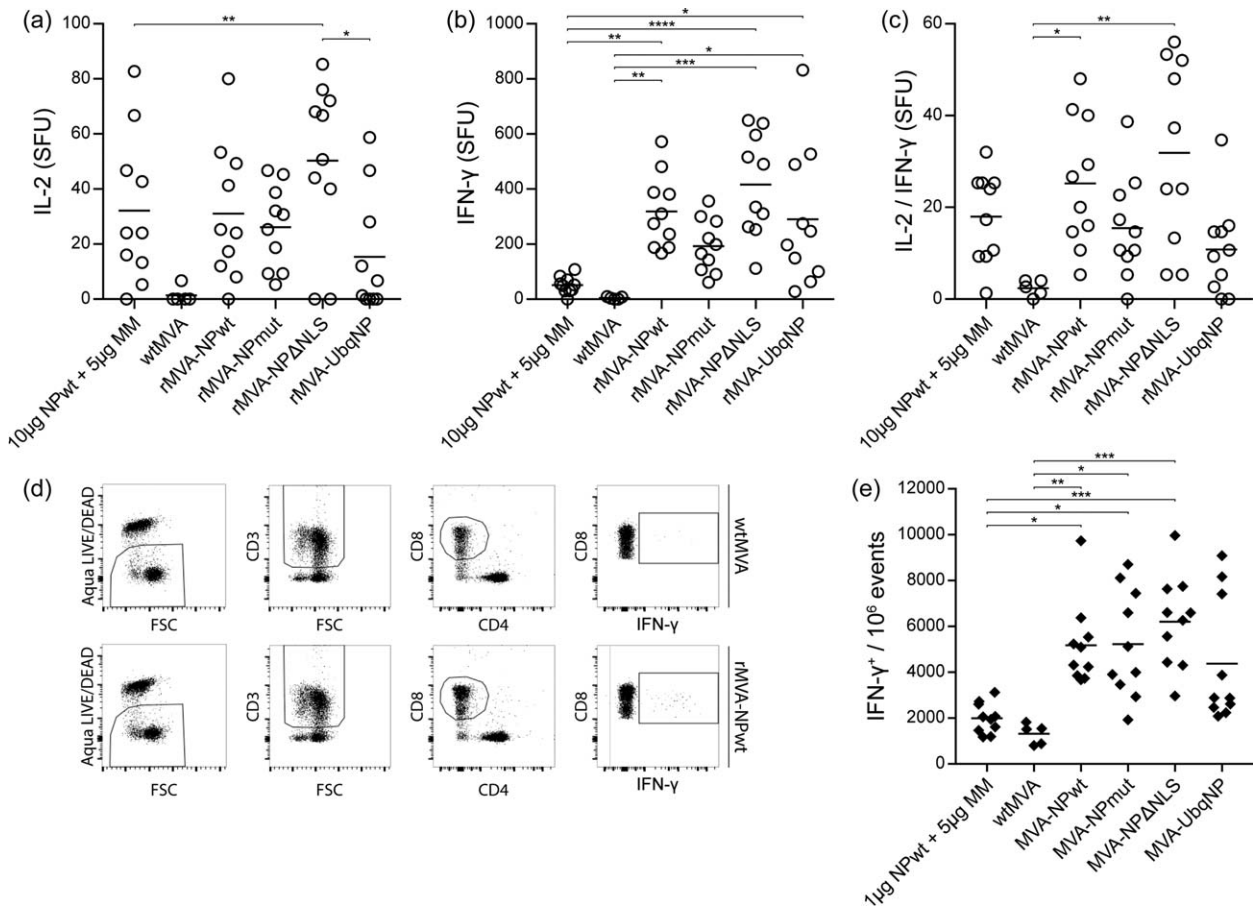 (a)
**
*
100
80
60
40
20
0
IL-2 (SFU)
10µg NPwt + 5µg MM
wtMVA
rMVA-NPwt
rMVA-NPmut
rMVA-NPΔNLS
rMVA-UbqNP
(b)
*
****
**
*
***
**
1000
800
600
400
200
0
IFN-γ (SFU)
10µg NPwt + 5µg MM
wtMVA
rMVA-NPwt
rMVA-NPmut
rMVA-NPΔNLS
rMVA-UbqNP
(c)
**
*
60
40
20
0
IL-2 / IFN-γ (SFU)
10µg NPwt + 5µg MM
wtMVA
rMVA-NPwt
rMVA-NPmut
rMVA-NPΔNLS
rMVA-UbqNP
(d)
Aqua LIVE/DEAD
FSC
CD3
FSC
CD8
CD4
CD8
IFN-γ
wtMVA
Aqua LIVE/DEAD
FSC
CD3
FSC
CD8
CD4
CD8
IFN-γ
rMVA-NPwt
(e)
***
*
**
***
*
*
12000
10000
8000
6000
4000
2000
0
IFN-γ⁺ / 10⁶ events
1µg NPwt + 5µg MM
wtMVA
MVA-NPwt
MVA-NPmut
MVA-NPΔNLS
MVA-UbqNP